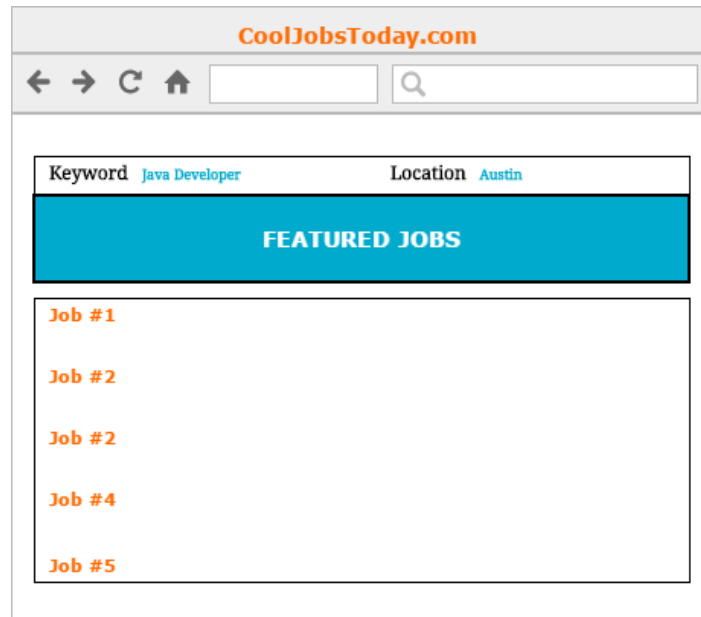 CoolJobsToday.com
Keyword Java Developer Location Austin
FEATURED JOBS
Job #1
Job #2
Job #2
Job #4
Job #5